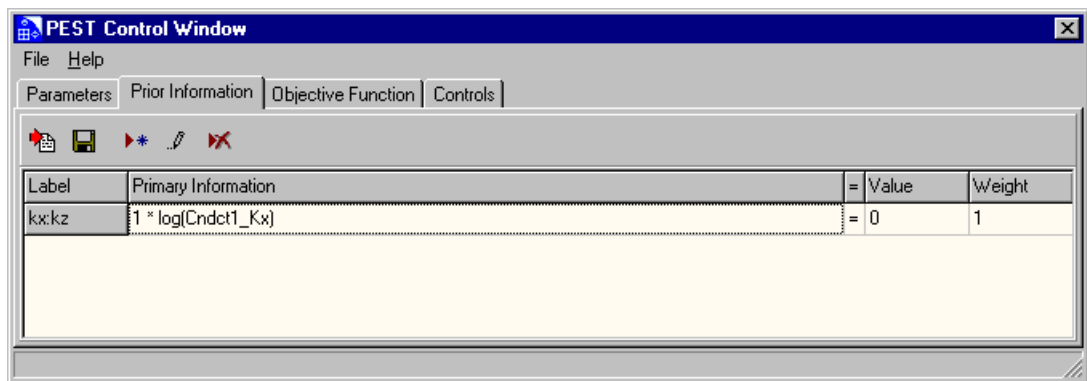 PEST Control Window
File Help
Parameters Prior Information Objective Function Controls
Label Primary Information = Value Weight
kx:kz 1 * log(Cndct1_Kx) = 0 1